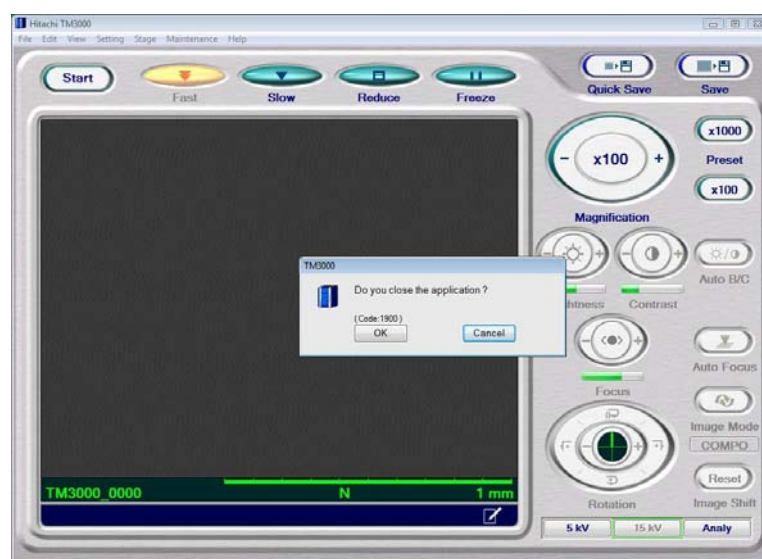 Hitachi TM3000
File Edit View Setting Stage Maintenance Help
Start
Fast
Slow
Reduce
Freeze
Quick Save
Save
- x100 +
Magnification
x1000
Preset
x100
TM3000
Do you close the application ?
(Code:1900)
OK Cancel
Auto B/C
htness Contrast
Focus
Auto Focus
Image Mode
COMPO
Reset
Rotation
Image Shift
TM3000_0000 N 1 mm
5 kV 15 kV Analy